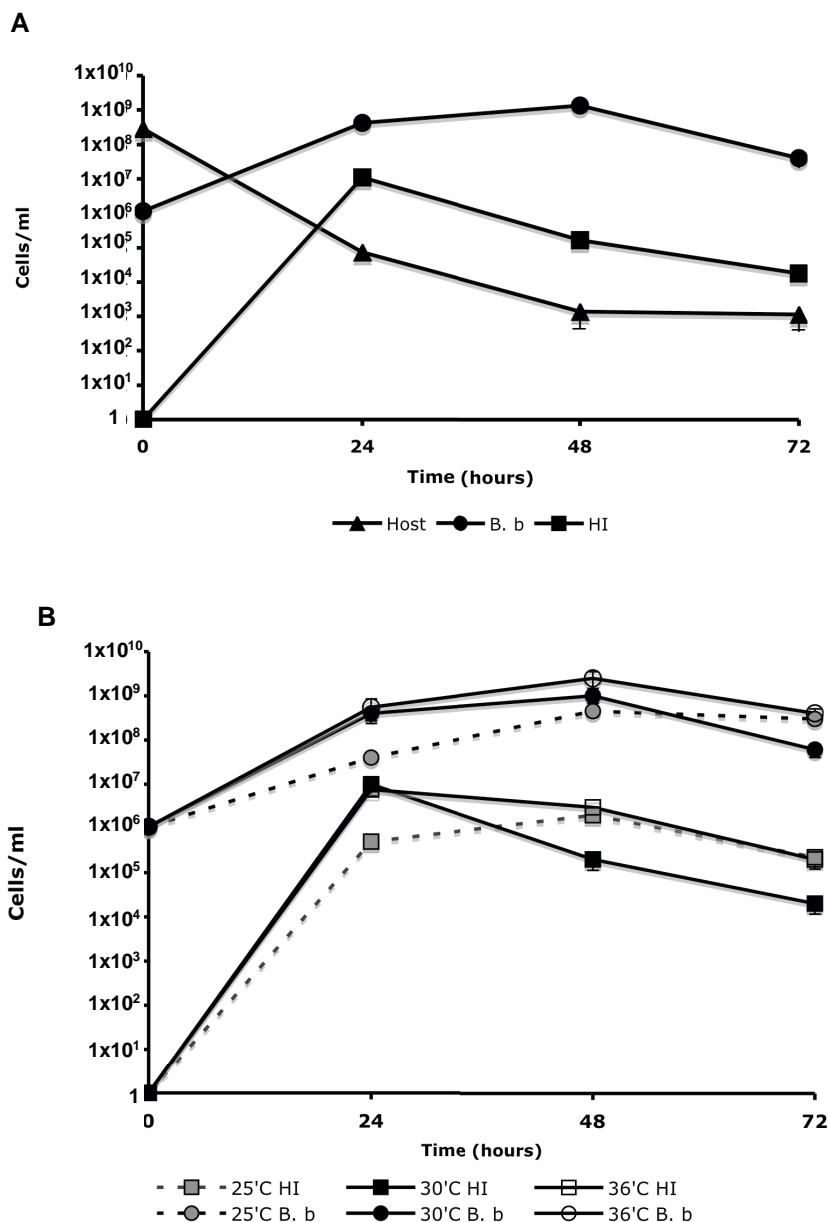 A
1x10¹⁰
1x10⁹
1x10⁸
1x10⁷
1x10⁶
1x10⁵
1x10⁴
1x10³
1x10²
1x10¹
1
Cells/ml
0 24 48 72
Time (hours)
Host B. b HI
B
1x10¹⁰
1x10⁹
1x10⁸
1x10⁷
1x10⁶
1x10⁵
1x10⁴
1x10³
1x10²
1x10¹
1
Cells/ml
0 24 48 72
Time (hours)
25'C HI 30'C HI 36'C HI
25'C B. b 30'C B. b 36'C B. b